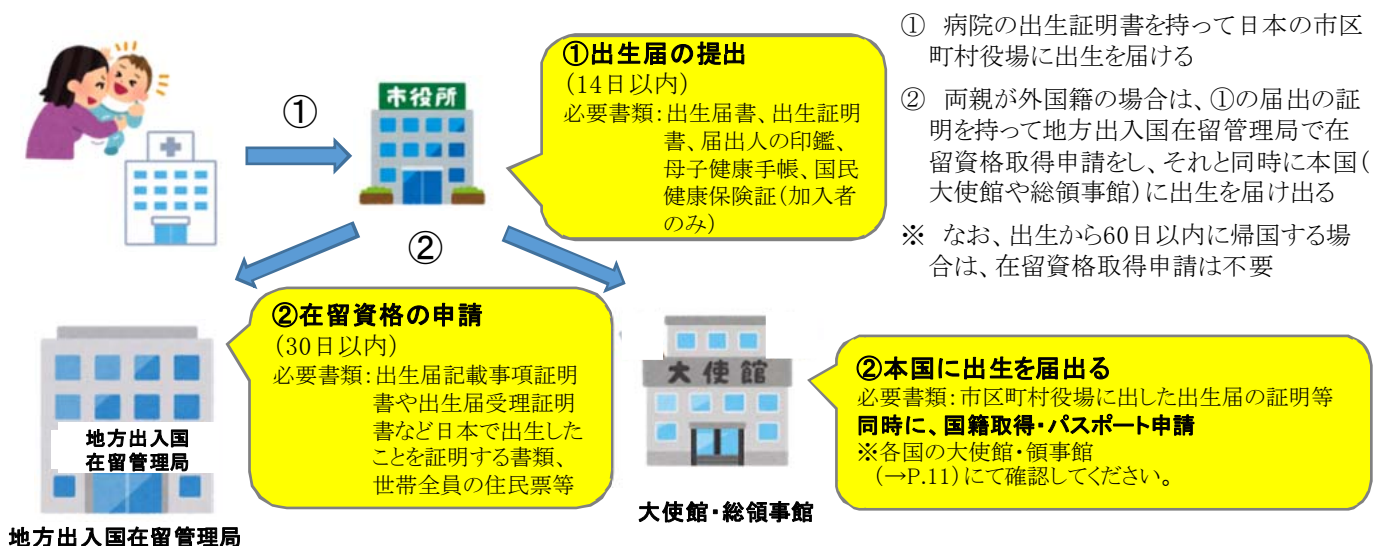 ① 病院の出生証明書を持って日本の市区
町村役場に出生を届ける
② 両親が外国籍の場合は、①の届出の証
明を持って地方出入国在留管理局で在
留資格取得申請をし、それと同時に本国(
大使館や総領事館)に出生を届け出る
※ なお、出生から60日以内に帰国する場
合は、在留資格取得申請は不要
①
市役所
①出生届の提出
(14日以内)
必要書類:出生届書、出生証明
書、届出人の印鑑、
母子健康手帳、国民
健康保険証(加入者
のみ)
②
②在留資格の申請
(30日以内)
必要書類:出生届記載事項証明
書や出生届受理証明
書など日本で出生した
ことを証明する書類、
世帯全員の住民票等
地方出入国
在留管理局
地方出入国在留管理局
大使館
大使館・総領事館
②本国に出生を届出る
必要書類:市区町村役場に出した出生届の証明等
同時に、国籍取得・パスポート申請
※各国の大使館・領事館
(→P.11)にて確認してください。